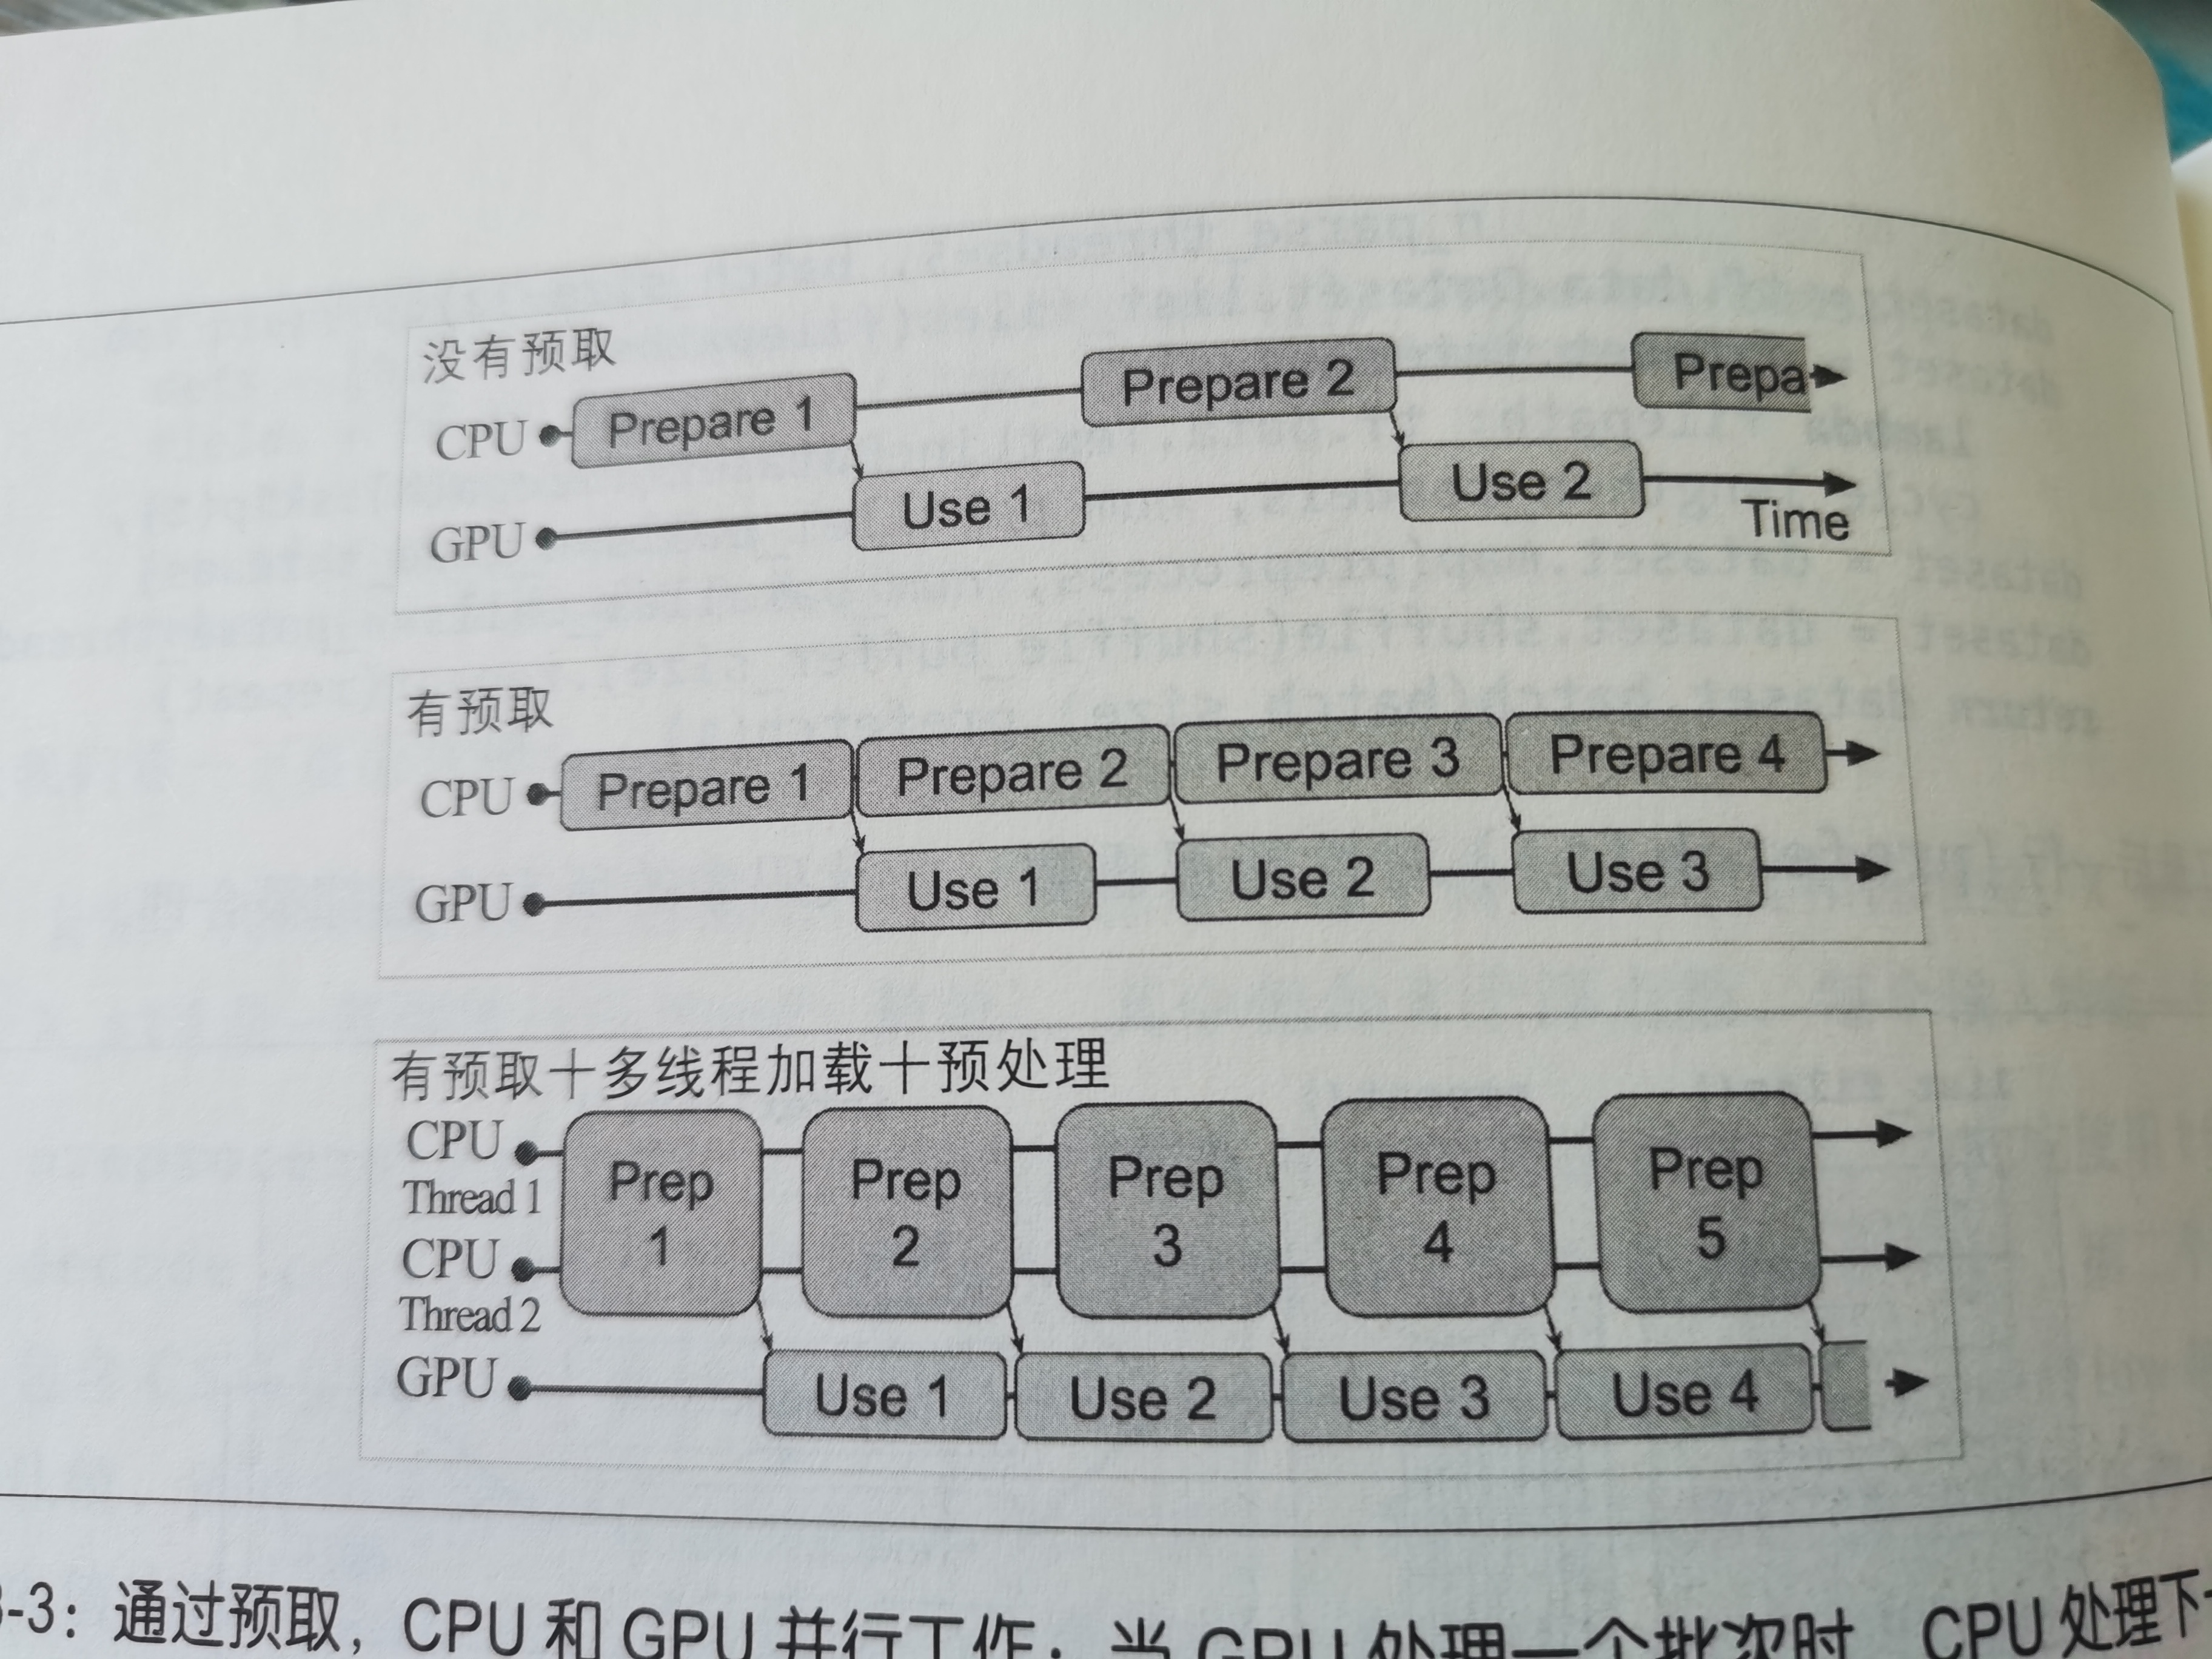 没有预取
CPU Prepare 1 Prepare 2 Prepa
GPU Use 1 Use 2
Time
有预取
CPU Prepare 1 Prepare 2 Prepare 3 Prepare 4
GPU Use 1 Use 2 Use 3
有预取+多线程加载+预处理
CPU
Thread 1
CPU
Thread 2
Prep
1
Prep
2
Prep
3
Prep
4
Prep
5
GPU Use 1 Use 2 Use 3 Use 4
3-3：通过预取，CPU 和 GPU 并行工作：当 GPU 处理一个批次时，CPU 处理下